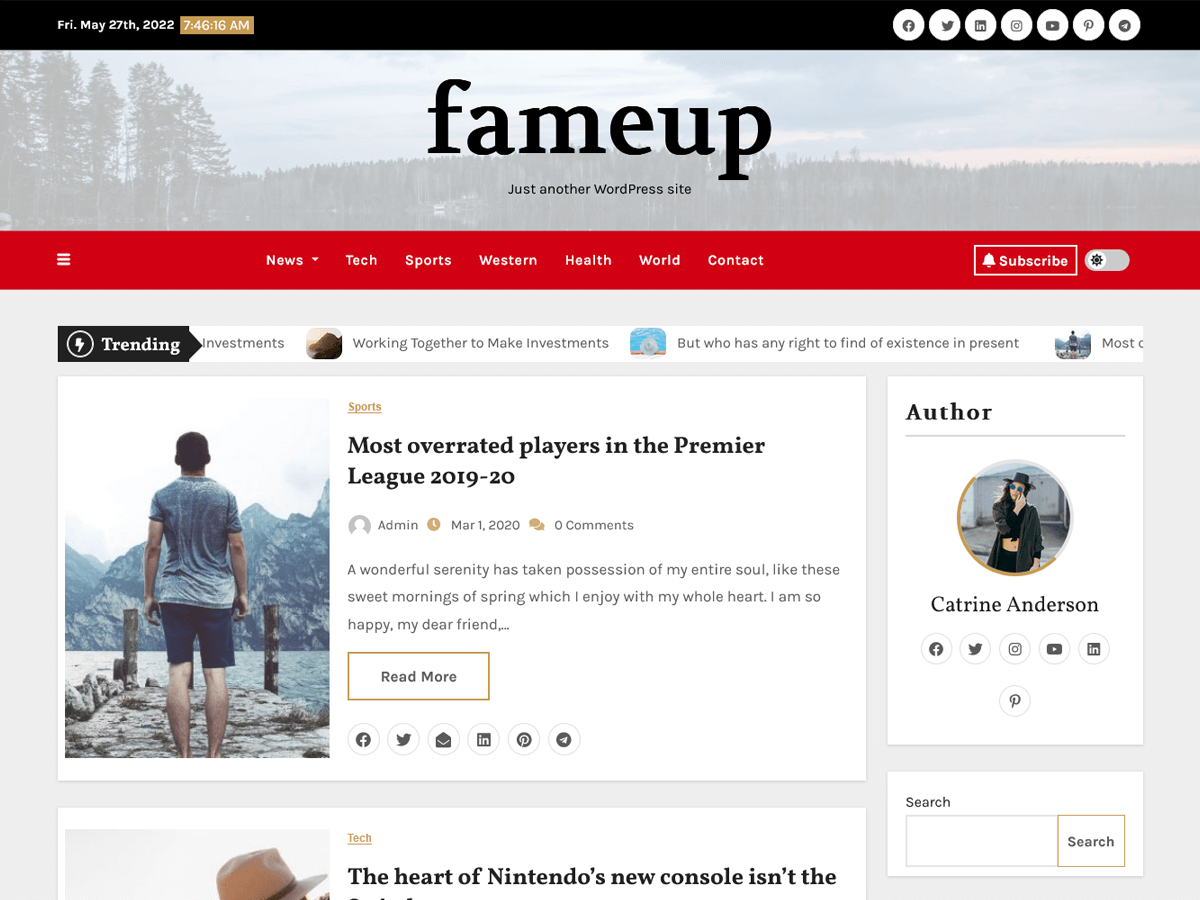 Fri. May 27th, 2022 7:46:16 AM
fameup
Just another WordPress site
News Tech Sports Western Health World Contact
Subscribe
Trending
Investments Working Together to Make Investments But who has any right to find of existence in present Most
Sports
Most overrated players in the Premier
League 2019-20
Admin Mar 1, 2020 0 Comments
A wonderful serenity has taken possession of my entire soul, like these
sweet mornings of spring which I enjoy with my whole heart. I am so
happy, my dear friend,...
Read More
Tech
The heart of Nintendo’s new console isn’t the
Author
Catrine Anderson
Search
Search